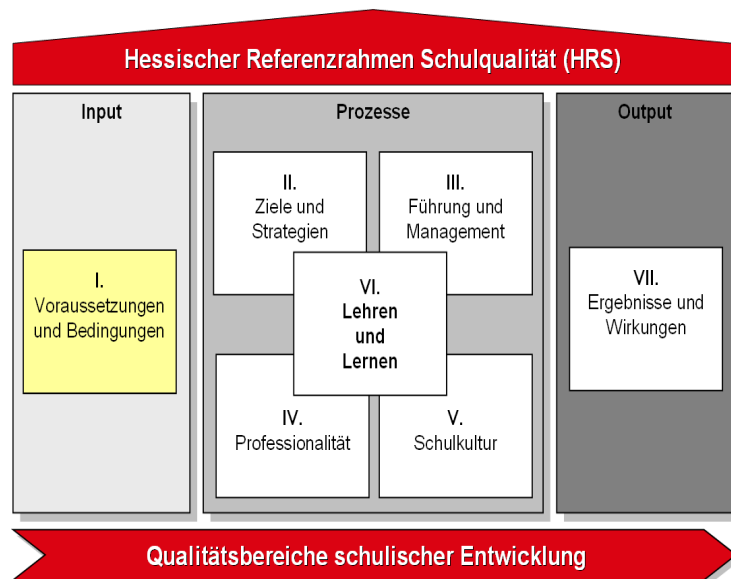 Hessischer Referenzrahmen Schulqualität (HRS)
Input
Prozesse
Output
I.
Voraussetzungen
und Bedingungen
II.
Ziele und
Strategien
III.
Führung und
Management
VI.
Lehren
und
Lernen
IV.
Professionalität
V.
Schulkultur
VII.
Ergebnisse und
Wirkungen
Qualitätsbereiche schulischer Entwicklung